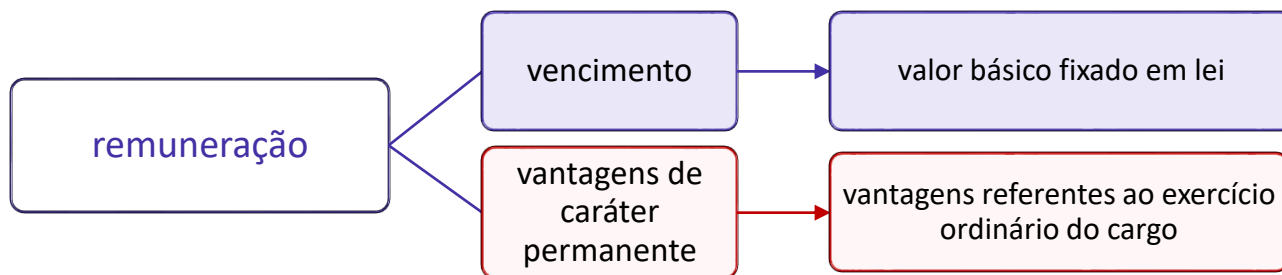 remuneração
vencimento
valor básico fixado em lei
vantagens de
caráter
permanente
vantagens referentes ao exercício
ordinário do cargo